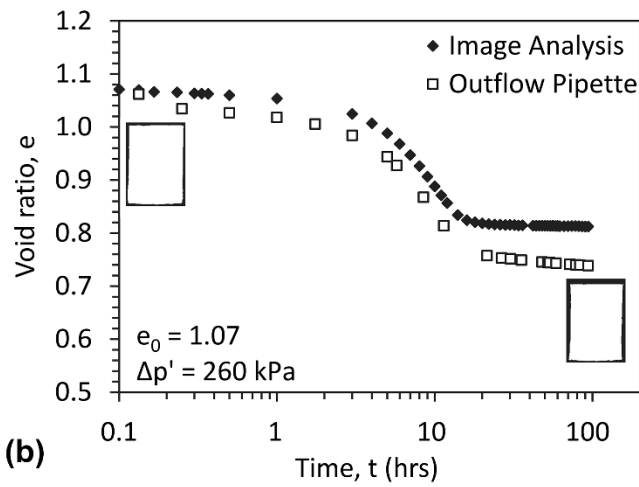 1.2
1.1
1.0
0.9
0.8
0.7
0.6
0.5
Void ratio, e
Image Analysis
Outflow Pipette
e₀ = 1.07
Δp' = 260 kPa
0.1 1 10 100
Time, t (hrs)
(b)